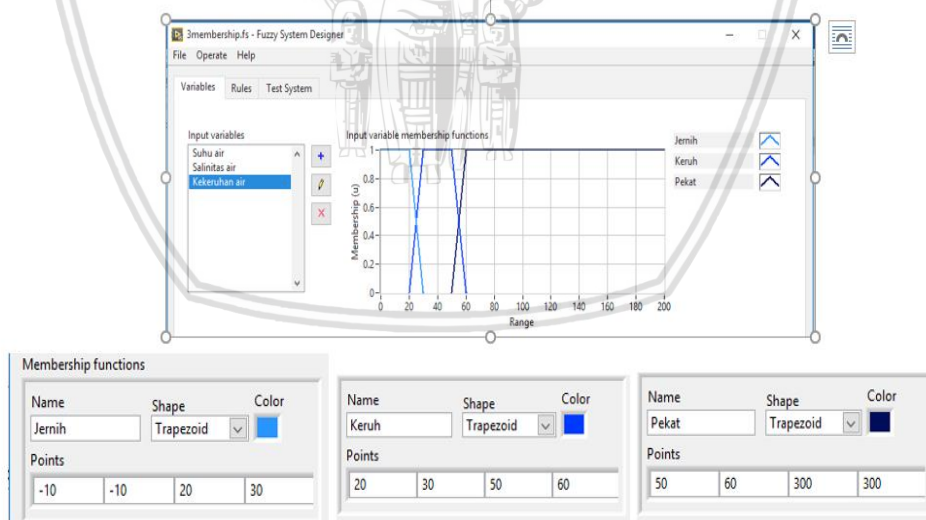 3membership.fs - Fuzzy System Designer
File Operate Help
Variables Rules Test System
Input variables
Suhu air
Salinitas air
Kekeruhan air
Input variable membership functions
Membership (u)
1
0.8
0.6
0.4
0.2
0
0 20 40 60 80 100 120 140 160 180 200
Range
Jernih
Keruh
Pekat
Membership functions
Name Shape Color
Jernih Trapezoid
Points
-10 -10 20 30
Name Shape Color
Keruh Trapezoid
Points
20 30 50 60
Name Shape Color
Pekat Trapezoid
Points
50 60 300 300